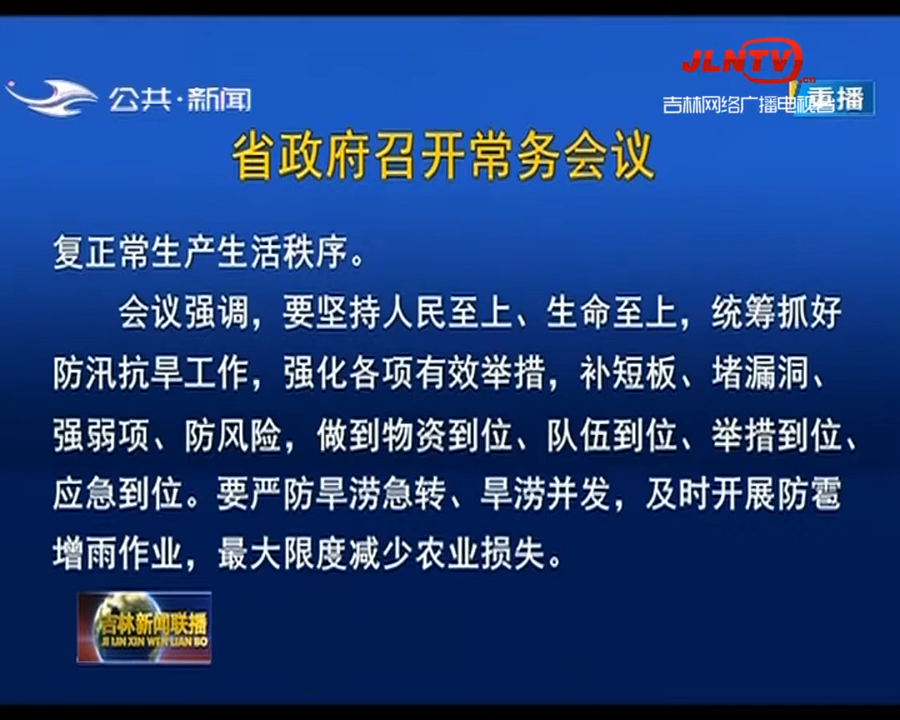 JLNTV.cn
公共·新闻
吉林网络广播电视台
重播
省政府召开常务会议
复正常生产生活秩序。
会议强调，要坚持人民至上、生命至上，统筹抓好
防汛抗旱工作，强化各项有效举措，补短板、堵漏洞、
强弱项、防风险，做到物资到位、队伍到位、举措到位、
应急到位。要严防旱涝急转、旱涝并发，及时开展防雹
增雨作业，最大限度减少农业损失。
吉林新闻联播
JI LIN XIN WEN LIAN BO